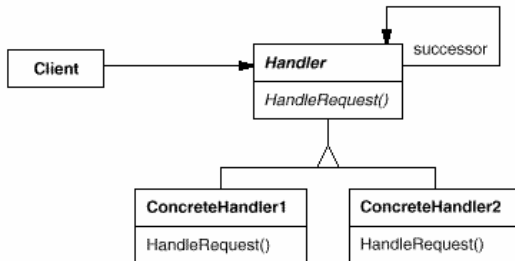 Client
Handler
successor
HandleRequest()
ConcreteHandler1
HandleRequest()
ConcreteHandler2
HandleRequest()